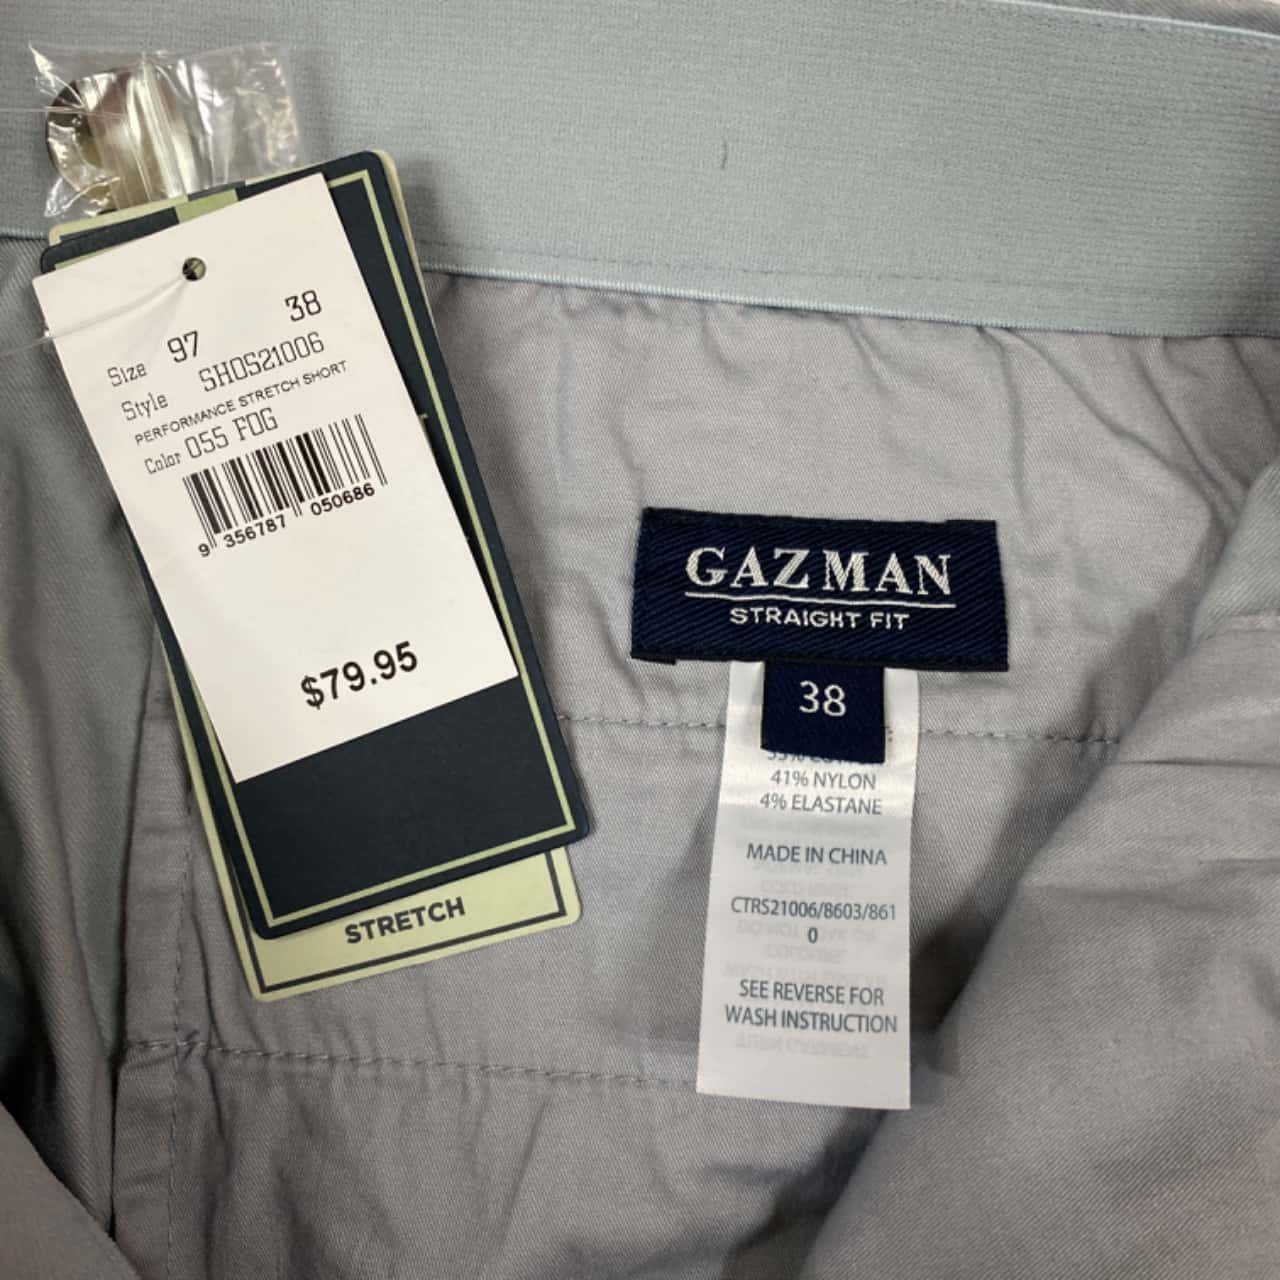 Size 97 38
Style SHOS21006
PERFORMANCE STRETCH SHORT
Color 055 FOG
9 356787 050686
$79.95
STRETCH
GAZMAN
STRAIGHT FIT
38
41% NYLON
4% ELASTANE
MADE IN CHINA
CTRS21006/8603/861
0
SEE REVERSE FOR
WASH INSTRUCTION